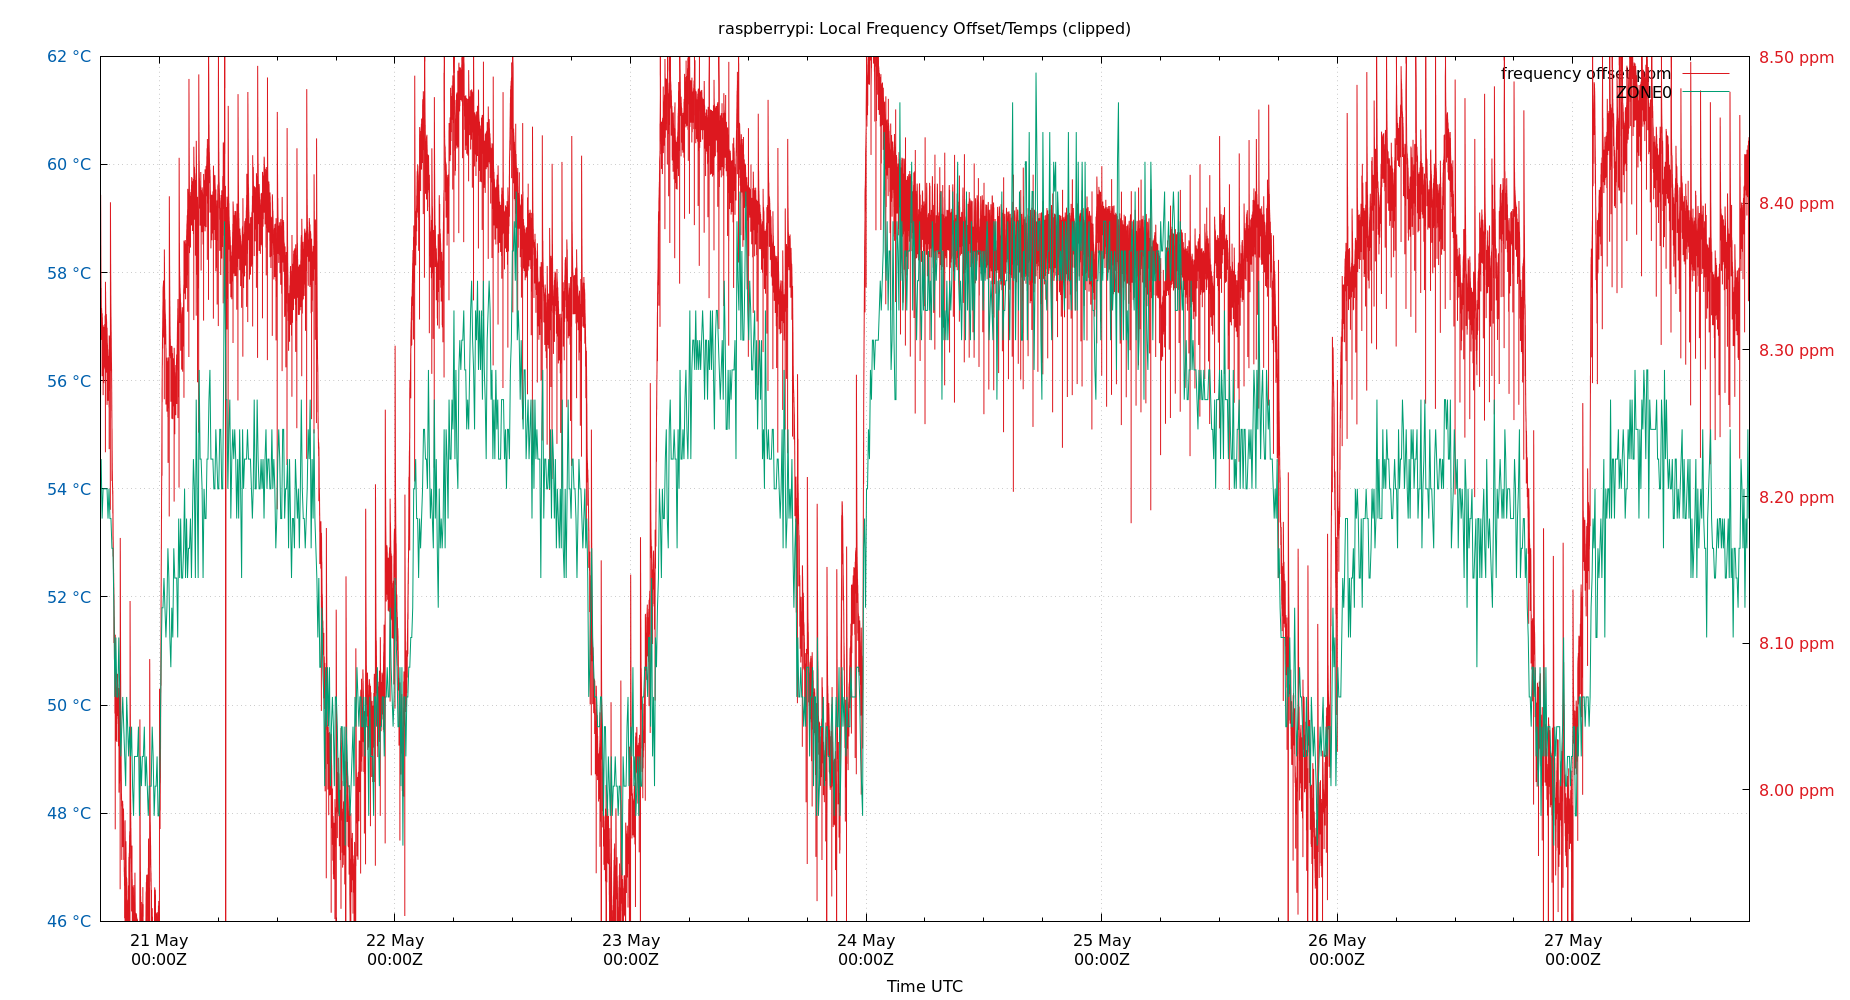 raspberrypi: Local Frequency Offset/Temps (clipped)
62 °C
60 °C
58 °C
56 °C
54 °C
52 °C
50 °C
48 °C
46 °C
8.50 ppm
8.40 ppm
8.30 ppm
8.20 ppm
8.10 ppm
8.00 ppm
frequency offset ppm
ZONE0
21 May
00:00Z
22 May
00:00Z
23 May
00:00Z
24 May
00:00Z
25 May
00:00Z
26 May
00:00Z
27 May
00:00Z
Time UTC